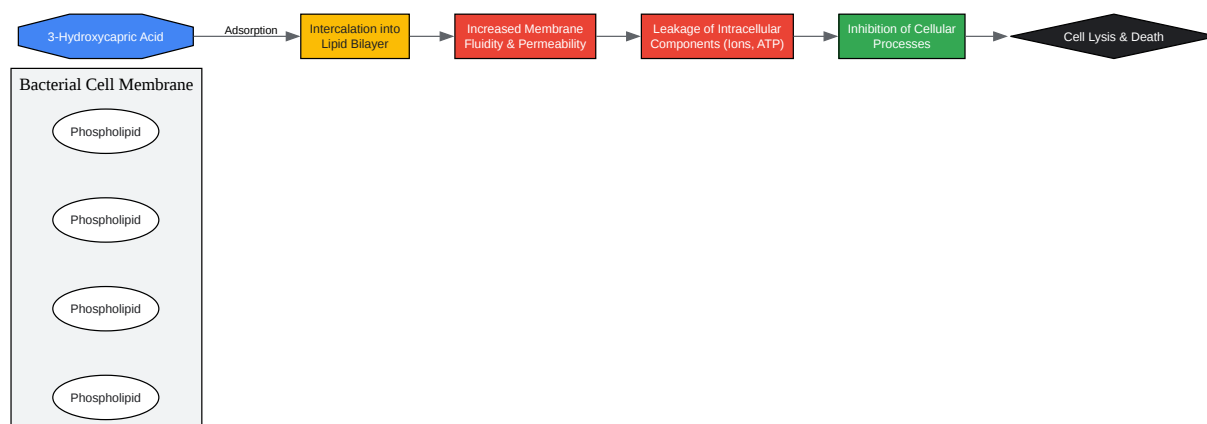 3-Hydroxycapric Acid
Adsorption
Intercalation into
Lipid Bilayer
Increased Membrane
Fluidity & Permeability
Leakage of Intracellular
Components (Ions, ATP)
Inhibition of Cellular
Processes
Cell Lysis & Death
Bacterial Cell Membrane
Phospholipid
Phospholipid
Phospholipid
Phospholipid